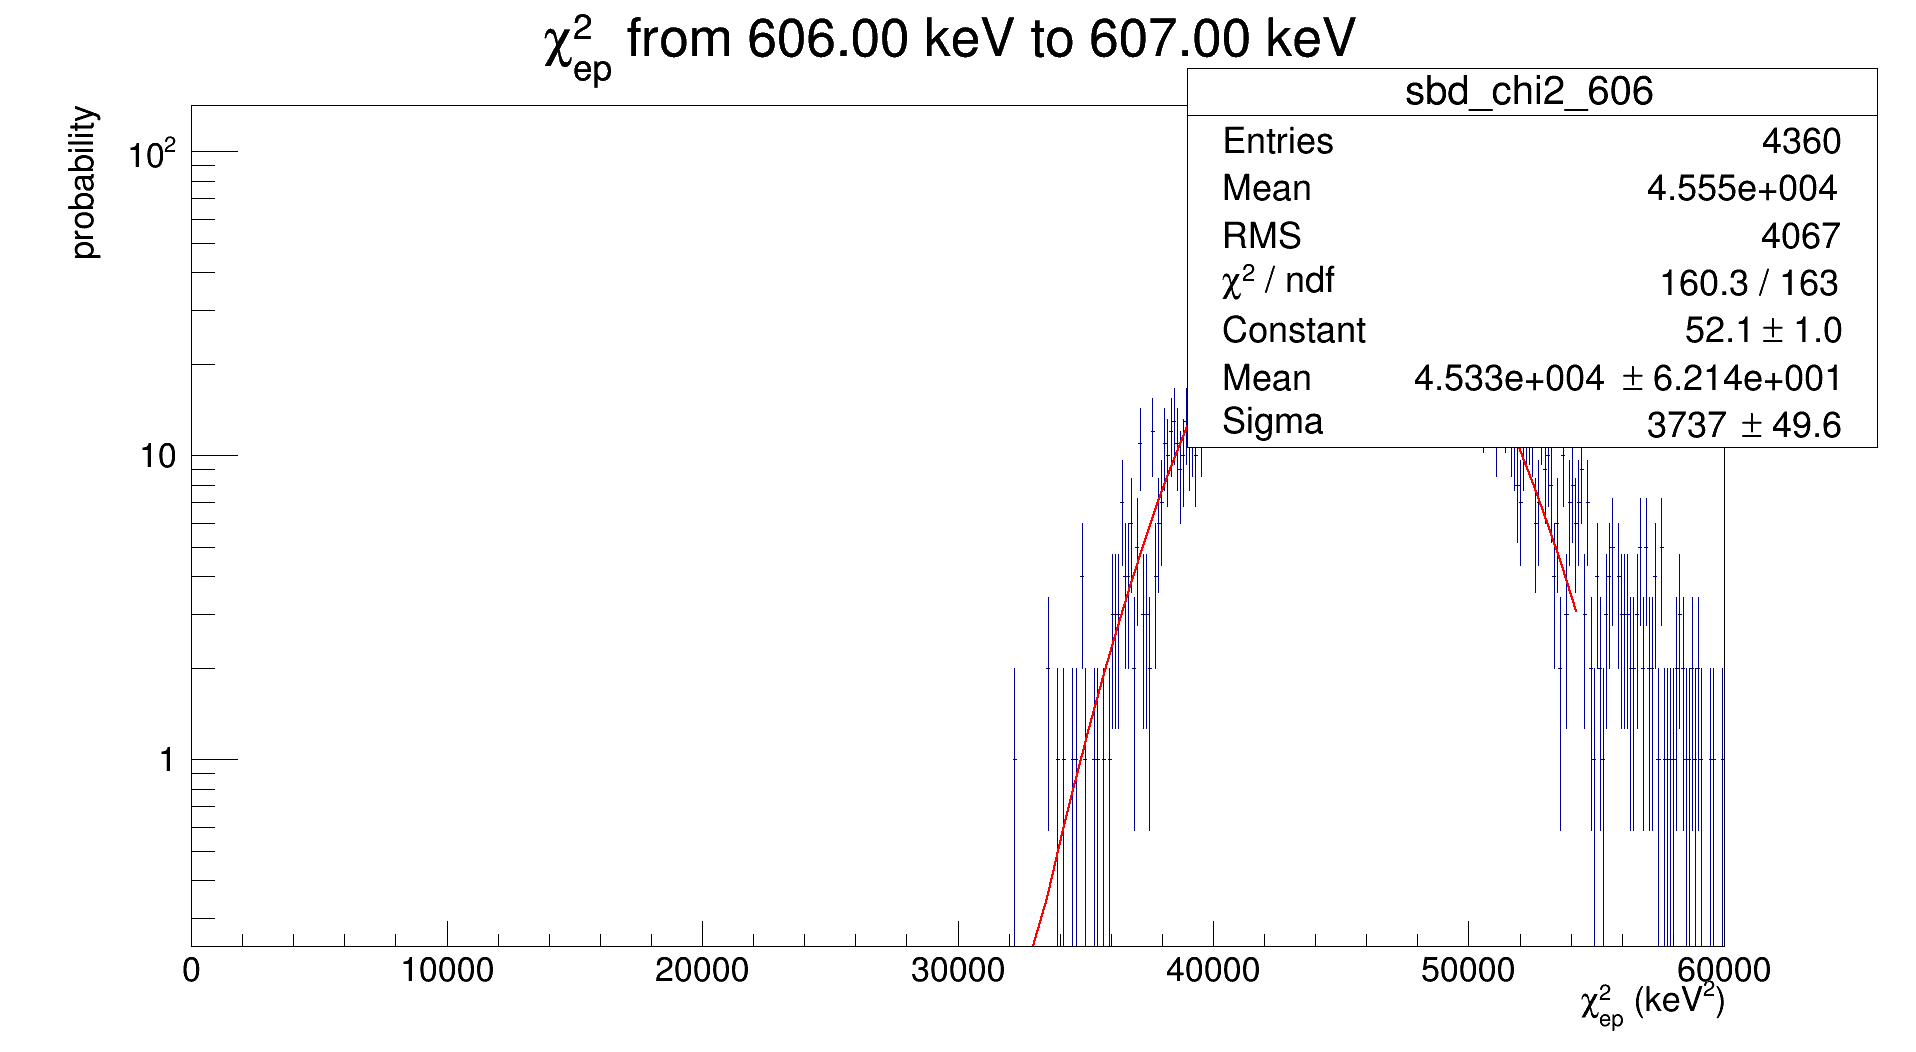 χ²ep from 606.00 keV to 607.00 keV
probability
10²
10
1
sbd_chi2_606
Entries 4360
Mean 4.555e+004
RMS 4067
χ² / ndf 160.3 / 163
Constant 52.1 ± 1.0
Mean 4.533e+004 ± 6.214e+001
Sigma 3737 ± 49.6
0 10000 20000 30000 40000 50000 60000
χ²ep (keV²)